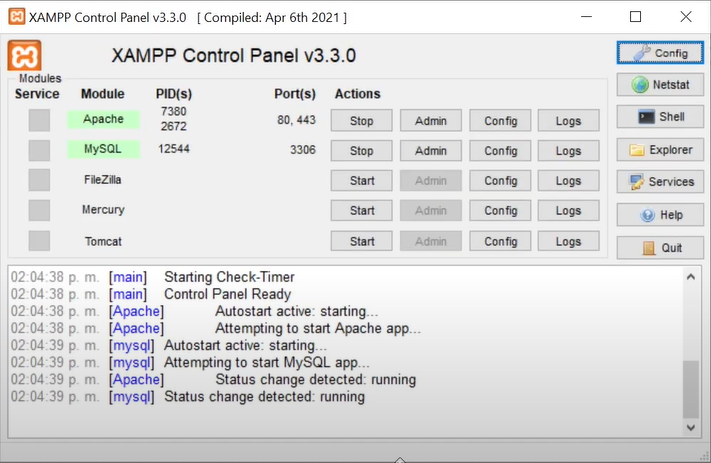 XAMPP Control Panel v3.3.0 [ Compiled: Apr 6th 2021 ]
XAMPP Control Panel v3.3.0
Config
Modules
Service Module PID(s) Port(s) Actions
Netstat
Apache 7380 2672 80, 443 Stop Admin Config Logs
Shell
MySQL 12544 3306 Stop Admin Config Logs
Explorer
FileZilla Start Admin Config Logs
Services
Mercury Start Admin Config Logs
Help
Tomcat Start Admin Config Logs
Quit
02:04:38 p. m. [main] Starting Check-Timer
02:04:38 p. m. [main] Control Panel Ready
02:04:38 p. m. [Apache] Autostart active: starting...
02:04:38 p. m. [Apache] Attempting to start Apache app...
02:04:39 p. m. [mysql] Autostart active: starting...
02:04:39 p. m. [mysql] Attempting to start MySQL app...
02:04:39 p. m. [Apache] Status change detected: running
02:04:39 p. m. [mysql] Status change detected: running